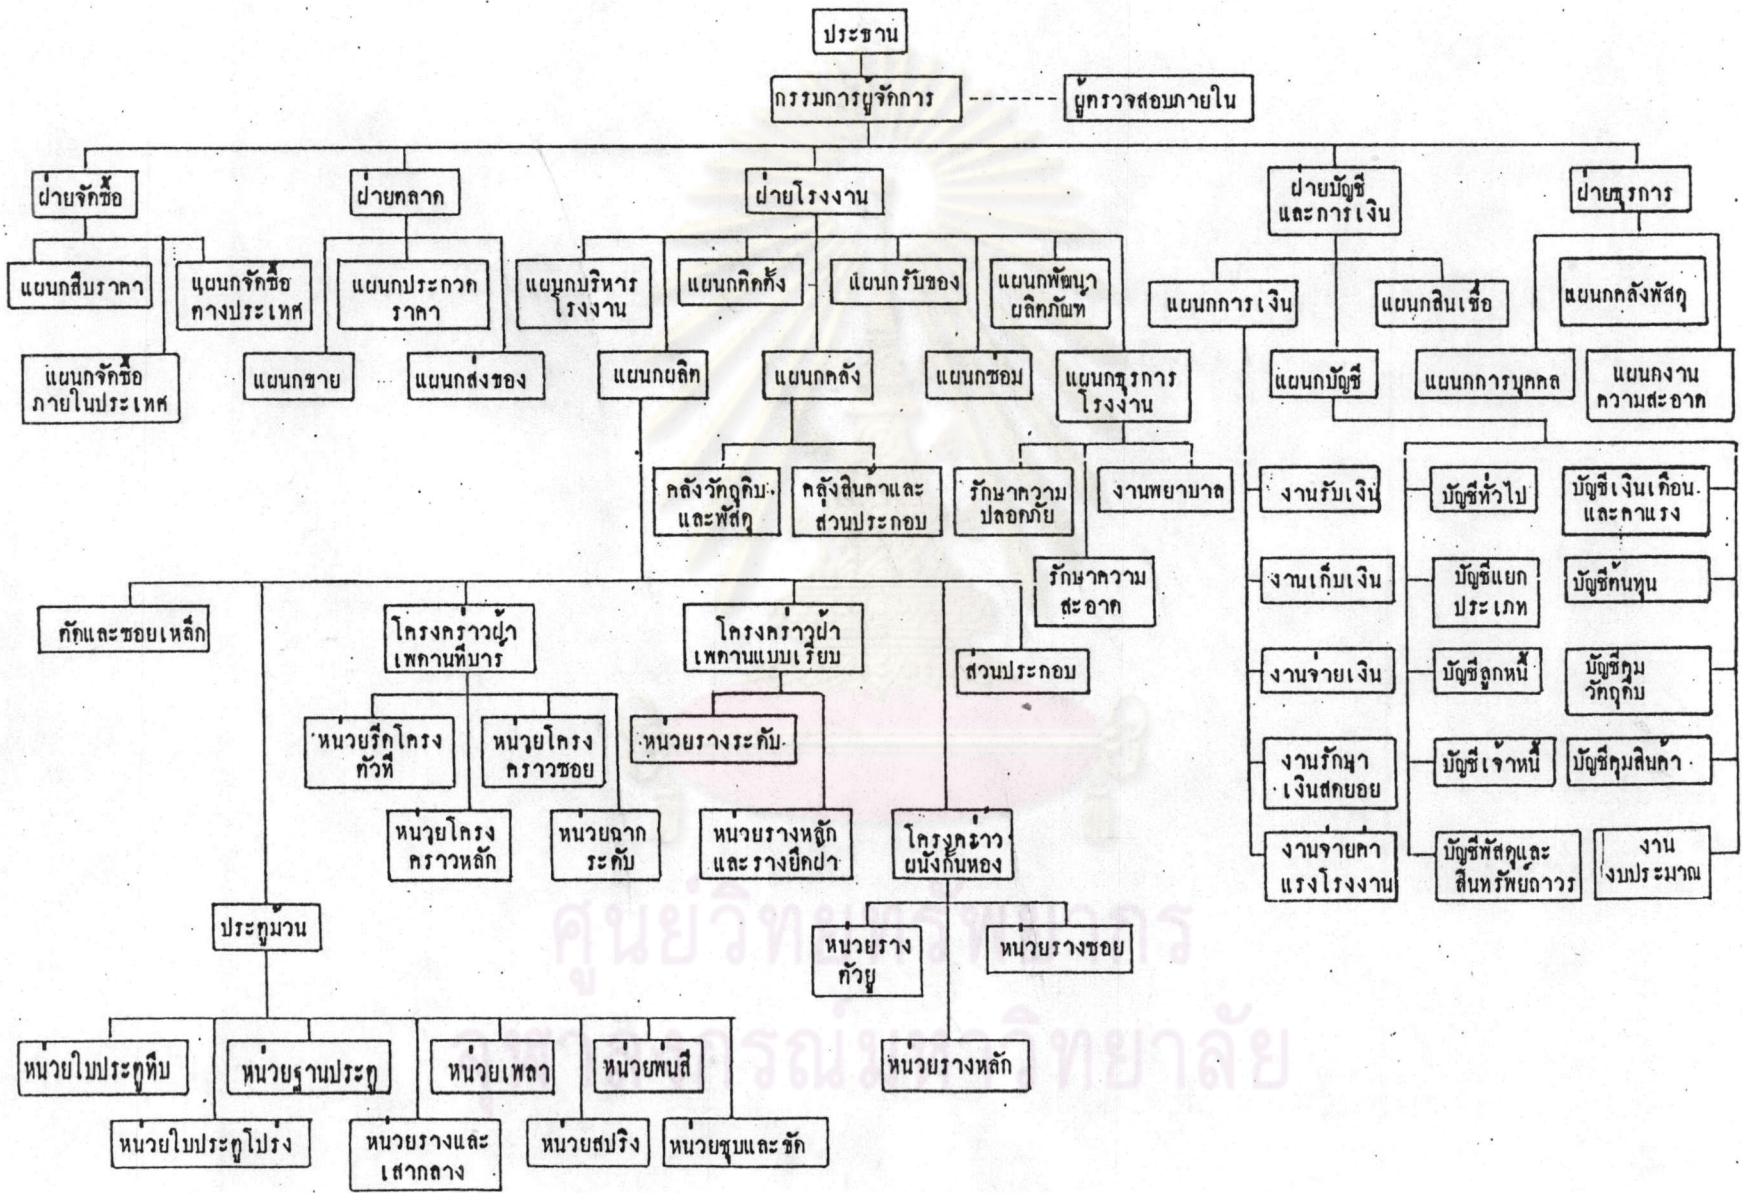 ประธาน
กรรมการผู้จัดการ
ผู้ตรวจสอบภายใน
ฝ่ายจัดซื้อ
ฝ่ายตลาด
ฝ่ายโรงงาน
ฝ่ายบัญชี
และการเงิน
ฝ่ายธุรการ
แผนกสืบราคา
แผนกจัดซื้อ
ต่างประเทศ
แผนกประกวด
ราคา
แผนกบริหาร
โรงงาน
แผนกติดตั้ง
แผนกรับของ
แผนกพัฒนา
ผลิตภัณฑ์
แผนกการเงิน
แผนกสินเชื่อ
แผนกคลังพัสดุ
แผนกจัดซื้อ
ภายในประเทศ
แผนกขาย
แผนกส่งของ
แผนกผลิต
แผนกคลัง
แผนกซ่อม
แผนกธุรการ
โรงงาน
แผนกบัญชี
แผนกการบุคคล
แผนกงาน
ความสะอาด
คลังวัตถุดิบ
และพัสดุ
คลังสินค้าและ
ส่วนประกอบ
รักษาความ
ปลอดภัย
งานพยาบาล
งานรับเงิน
บัญชีทั่วไป
บัญชีเงินเดือน
และค่าแรง
รักษาความ
สะอาด
งานเก็บเงิน
บัญชีแยก
ประเภท
บัญชีต้นทุน
ตัดและซอยเหล็ก
โครงคร่าวฝ้า
เพดานทีบาร์
โครงคร่าวฝ้า
เพดานแบบเรียบ
ส่วนประกอบ
งานจ่ายเงิน
บัญชีลูกหนี้
บัญชีคุม
วัตถุดิบ
หน่วยรีดโครง
ตัวที
หน่วยโครง
คราวซอย
หน่วยรางระดับ
งานรักษา
เงินสดยอย
บัญชีเจ้าหนี้
บัญชีคุมสินค้า
หน่วยโครง
คราวหลัก
หน่วยฉาก
ระดับ
หน่วยรางหลัก
และรางยึดฝา
โครงคร่าว
ผนังกั้นหอง
งานจ่ายค่า
แรงโรงงาน
บัญชีพัสดุและ
สินทรัพย์ถาวร
งาน
งบประมาณ
ประตูม้วน
หน่วยราง
ตัวยู
หน่วยรางซอย
หน่วยใบประตูทึบ
หน่วยฐานประตู
หน่วยเพลา
หน่วยพ่นสี
หน่วยรางหลัก
หน่วยใบประตูโปร่ง
หน่วยรางและ
เสากลาง
หน่วยสปริง
หน่วยชุบและขัด
ศูนย์วิทยทรัพยากร
จุฬาลงกรณ์มหาวิทยาลัย